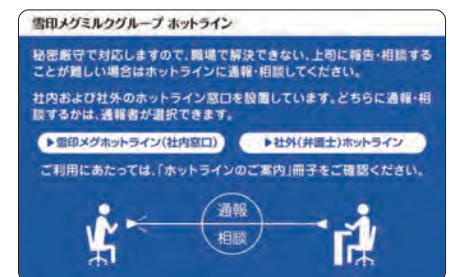 雪印メグミルクグループ ホットライン
秘密厳守で対応しますので、職場で解決できない、上司に報告・相談する
ことが難しい場合はホットラインに通報・相談してください。
社内および社外のホットライン窓口を設置しています。どちらに通報・相
談するかは、通報者が選択できます。
▶雪印メグホットライン(社内窓口) ▶社外(弁護士)ホットライン
ご利用にあたっては、「ホットラインのご案内」冊子をご確認ください。
通報
相談